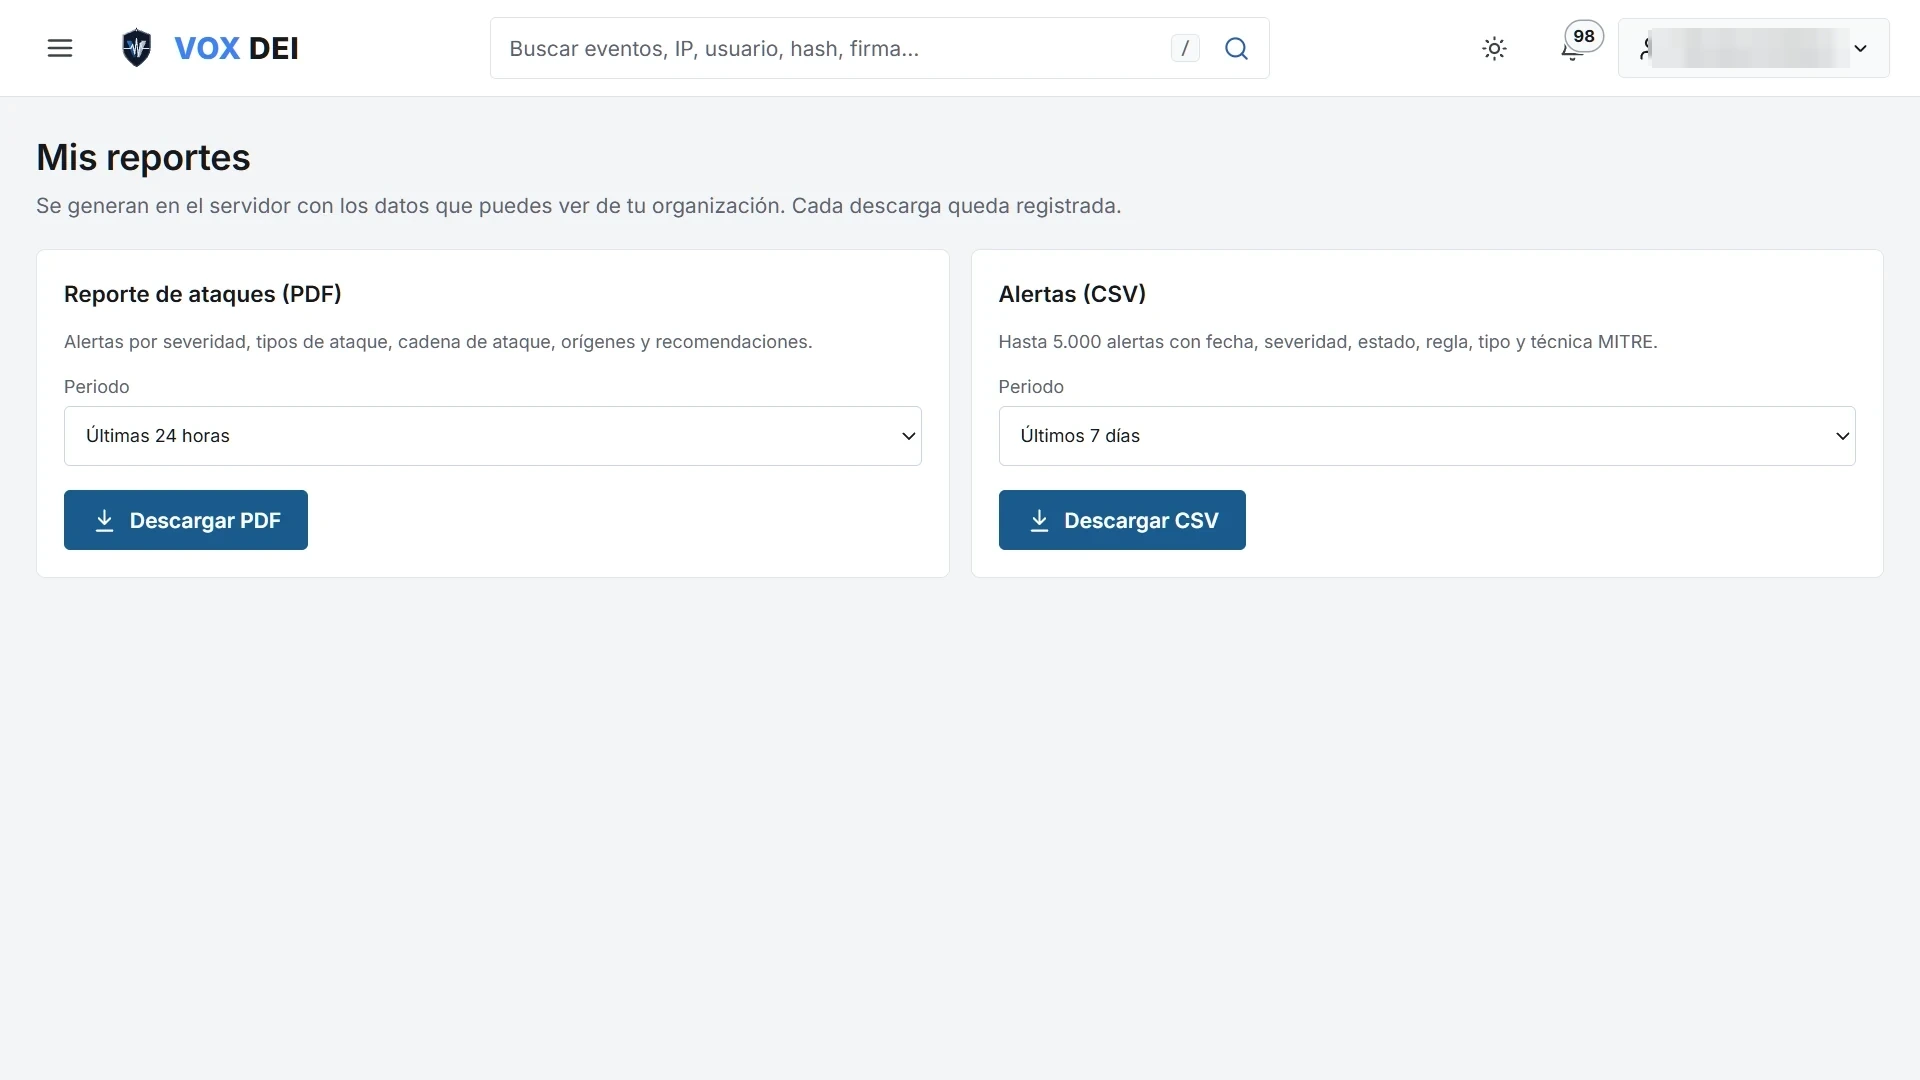 VOX DEI
Buscar eventos, IP, usuario, hash, firma...
/
98
Mis reportes
Se generan en el servidor con los datos que puedes ver de tu organización. Cada descarga queda registrada.
Reporte de ataques (PDF)
Alertas por severidad, tipos de ataque, cadena de ataque, orígenes y recomendaciones.
Periodo
Últimas 24 horas
Descargar PDF
Alertas (CSV)
Hasta 5.000 alertas con fecha, severidad, estado, regla, tipo y técnica MITRE.
Periodo
Últimos 7 días
Descargar CSV